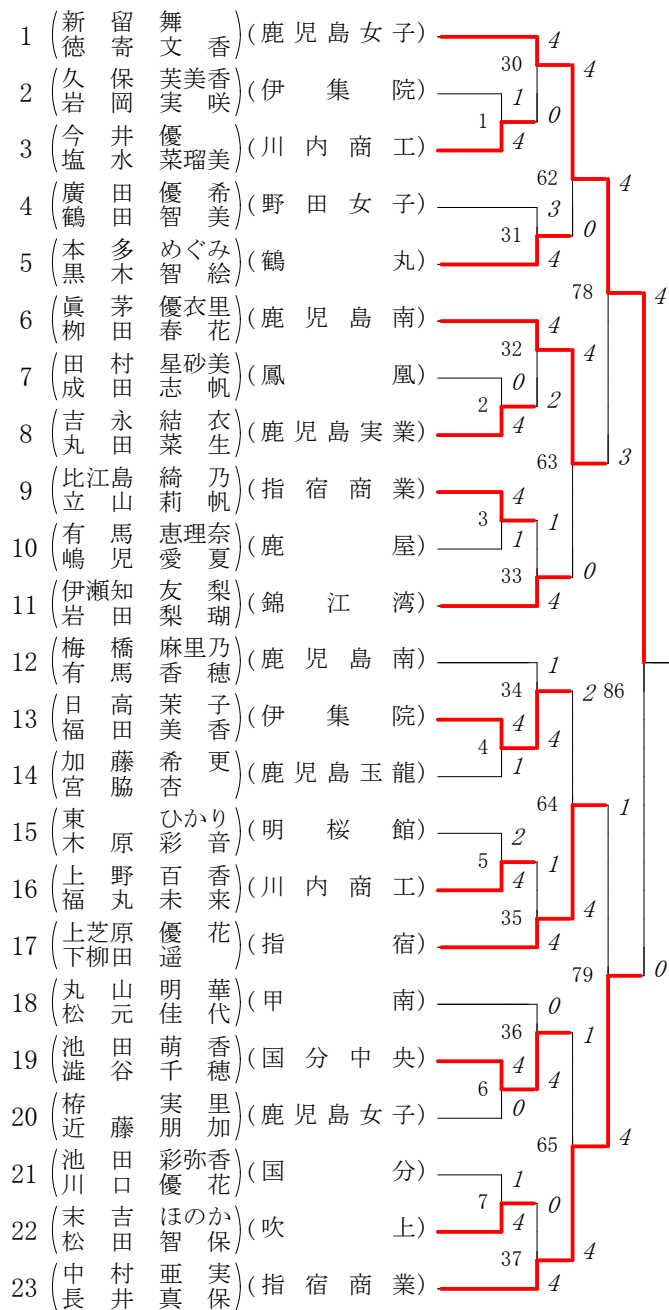 1 (新留舞 徳寄文香) (鹿児島女子) 4
30 4
2 (久保芙美香 岩岡実咲) (伊集院) 1
1 0
3 (今井優 塩水菜瑠美) (川内商工) 4
62 4
4 (廣田優希 鶴田智美) (野田女子) 3
31 0
5 (本多めぐみ 黒木智絵) (鶴丸) 4
78 4
6 (眞茅優衣里 栁田春花) (鹿児島南) 4
32 4
7 (田村星砂美 成田志帆) (鳳凰) 0
2 2
8 (吉永結衣 丸田菜生) (鹿児島実業) 4
63 3
9 (比江島綺乃 立山莉帆) (指宿商業) 4
3 1
10 (有馬恵理奈 嶋児愛夏) (鹿屋) 1
33 0
11 (伊瀬知友梨 岩田梨瑚) (錦江湾) 4
12 (梅橋麻里乃 有馬香穂) (鹿児島南) 1
34 2 86
13 (日高茉子 福田美香) (伊集院) 4
4 4
14 (加藤希更 宮脇杏) (鹿児島玉龍) 1
64 1
15 (東ひかり 木原彩音) (明桜館) 2
5 1
16 (上野百香 福丸未来) (川内商工) 4
35 4
17 (上芝原優花 下柳田遥) (指宿) 4
79 0
18 (丸山明華 松元佳代) (甲南) 0
36 1
19 (池田萌香 澁谷千穂) (国分中央) 4
6 4
20 (栫実里 近藤朋加) (鹿児島女子) 0
65 4
21 (池田彩弥香 川口優花) (国分) 1
7 0
22 (末吉ほのか 松田智保) (吹上) 4
37 4
23 (中村亜実 長井真保) (指宿商業) 4